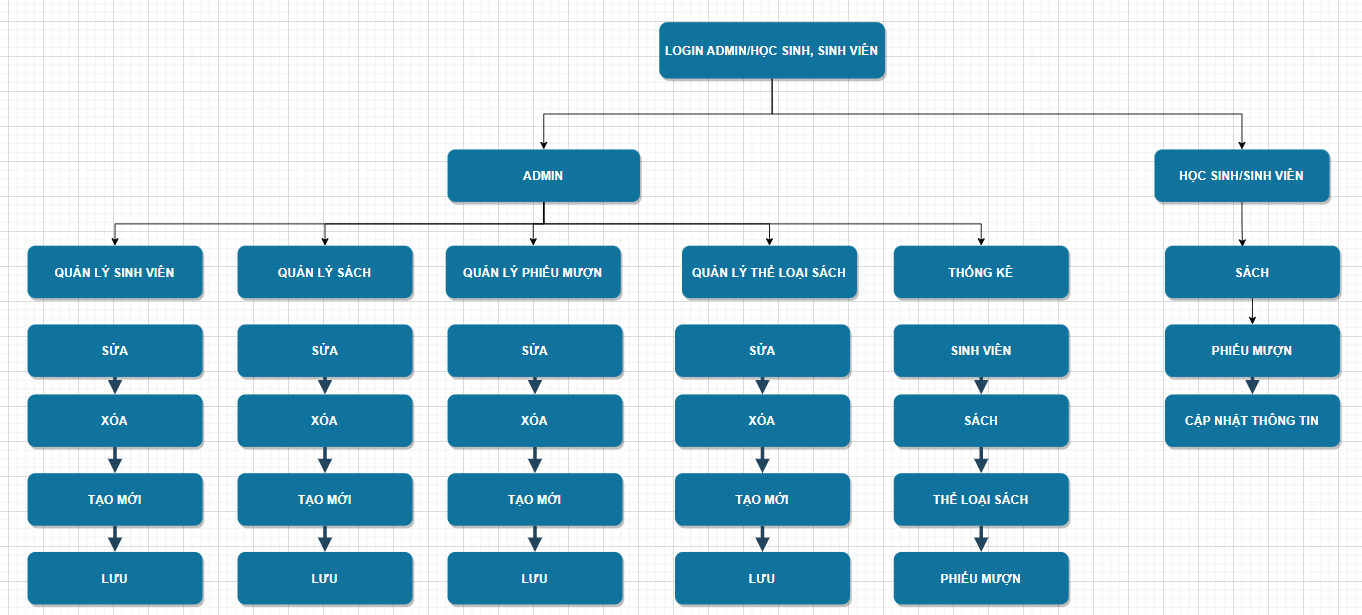 LOGIN ADMIN/HỌC SINH, SINH VIÊN
ADMIN
HỌC SINH/SINH VIÊN
QUẢN LÝ SINH VIÊN
QUẢN LÝ SÁCH
QUẢN LÝ PHIẾU MƯỢN
QUẢN LÝ THỂ LOẠI SÁCH
THỐNG KÊ
SÁCH
SỬA
SỬA
SỬA
SỬA
SINH VIÊN
PHIẾU MƯỢN
XÓA
XÓA
XÓA
XÓA
SÁCH
CẬP NHẬT THÔNG TIN
TẠO MỚI
TẠO MỚI
TẠO MỚI
TẠO MỚI
THỂ LOẠI SÁCH
LƯU
LƯU
LƯU
LƯU
PHIẾU MƯỢN